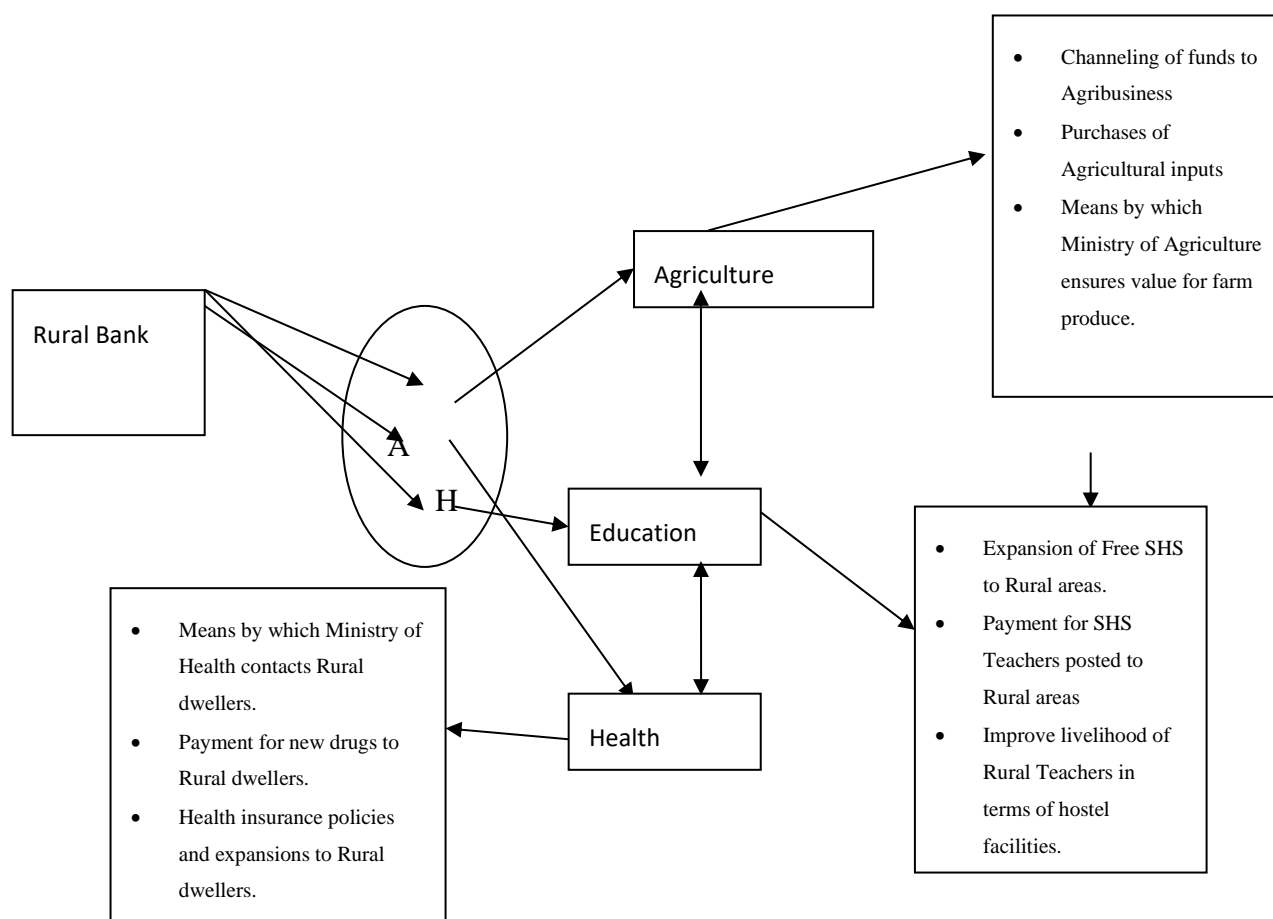 • Channeling of funds to
Agribusiness
• Purchases of
Agricultural inputs
• Means by which
Ministry of Agriculture
ensures value for farm
produce.
Agriculture
Rural Bank
A
H
Education
• Expansion of Free SHS
to Rural areas.
• Payment for SHS
Teachers posted to
Rural areas
• Improve livelihood of
Rural Teachers in
terms of hostel
facilities.
• Means by which Ministry of
Health contacts Rural
dwellers.
• Payment for new drugs to
Rural dwellers.
• Health insurance policies
and expansions to Rural
dwellers.
Health